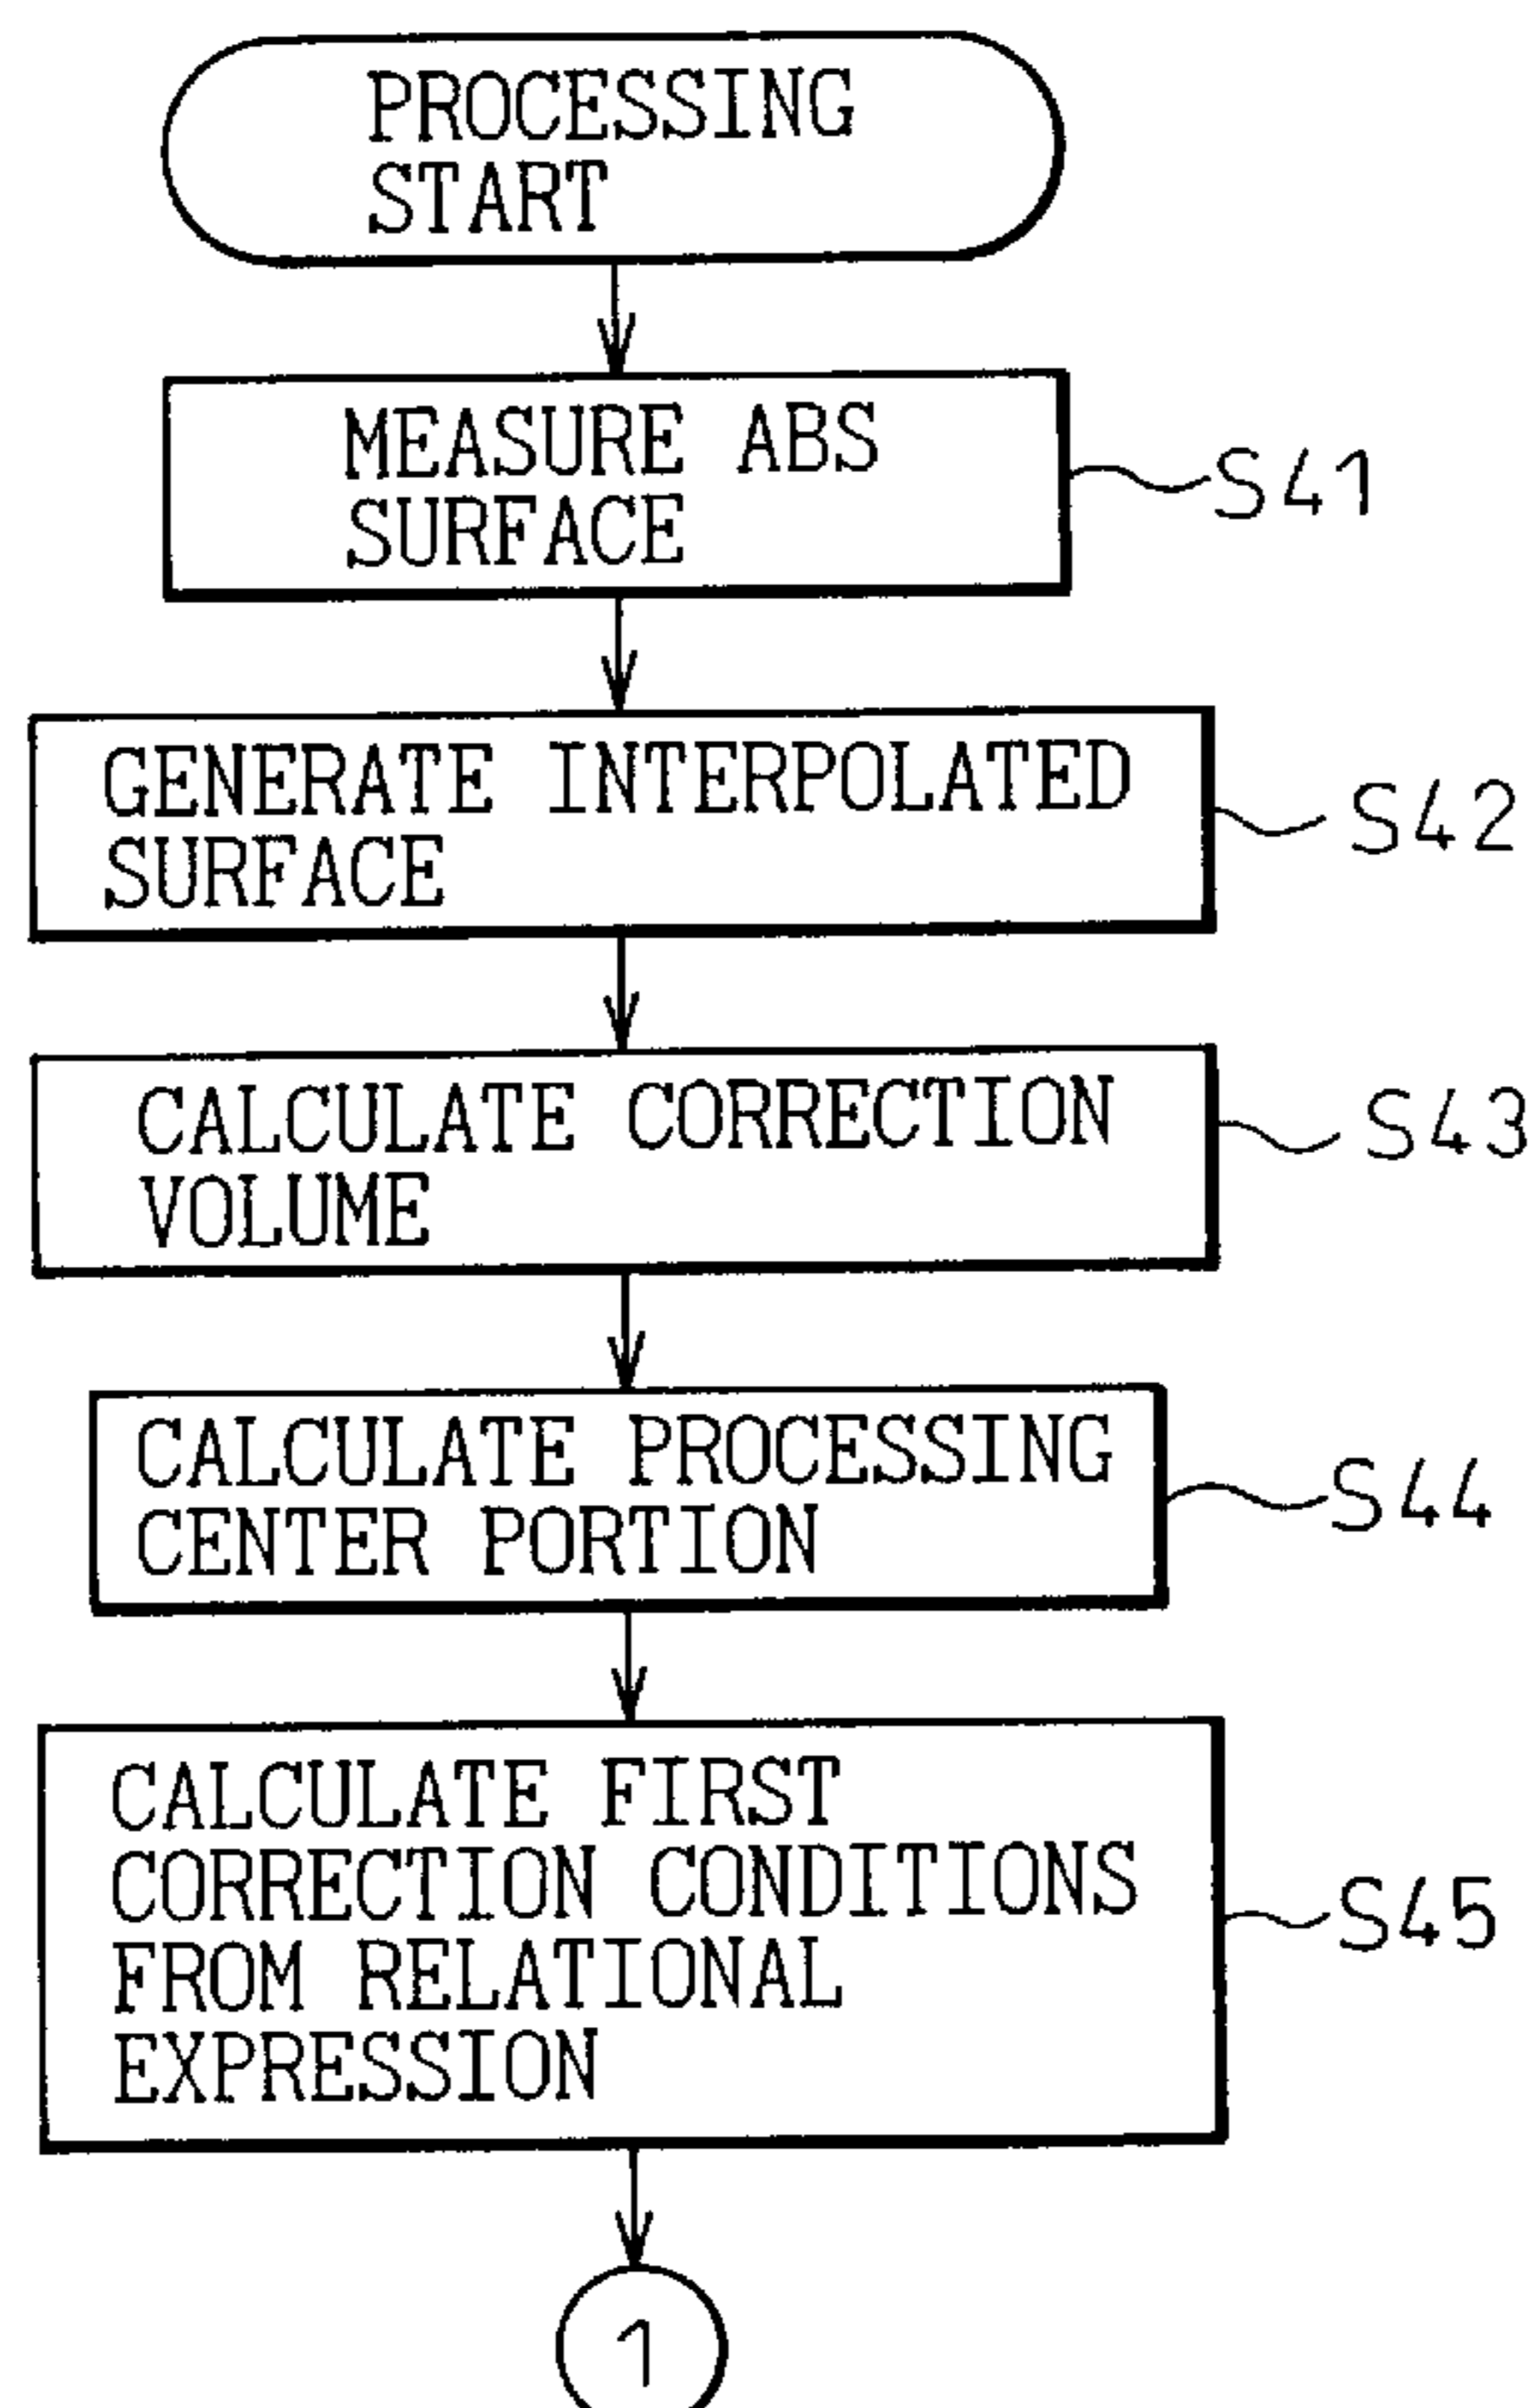 PROCESSING
START
MEASURE ABS
SURFACE
S41
GENERATE INTERPOLATED
SURFACE
S42
CALCULATE CORRECTION
VOLUME
S43
CALCULATE PROCESSING
CENTER PORTION
S44
CALCULATE FIRST
CORRECTION CONDITIONS
FROM RELATIONAL
EXPRESSION
S45
1